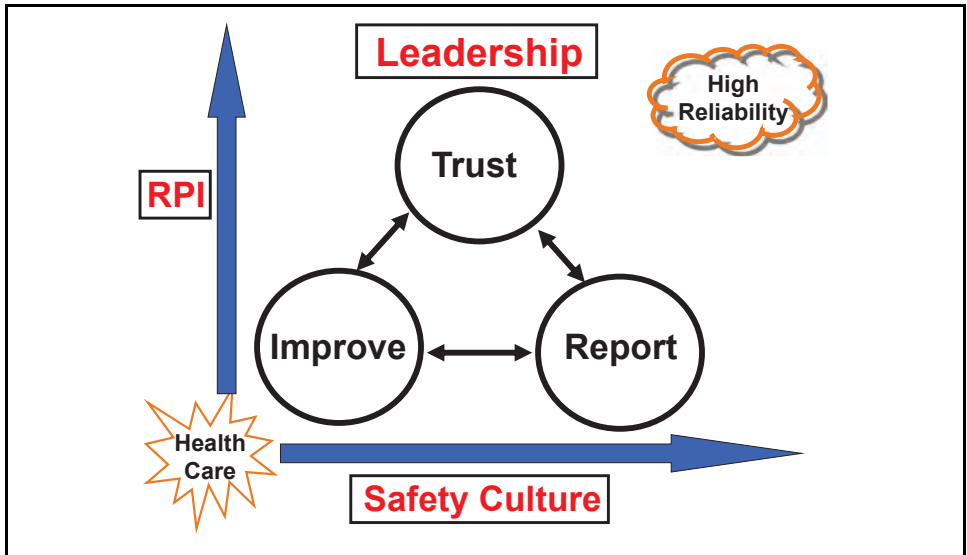 Leadership
High
Reliability
Trust
RPI
Improve
Report
Health
Care
Safety Culture